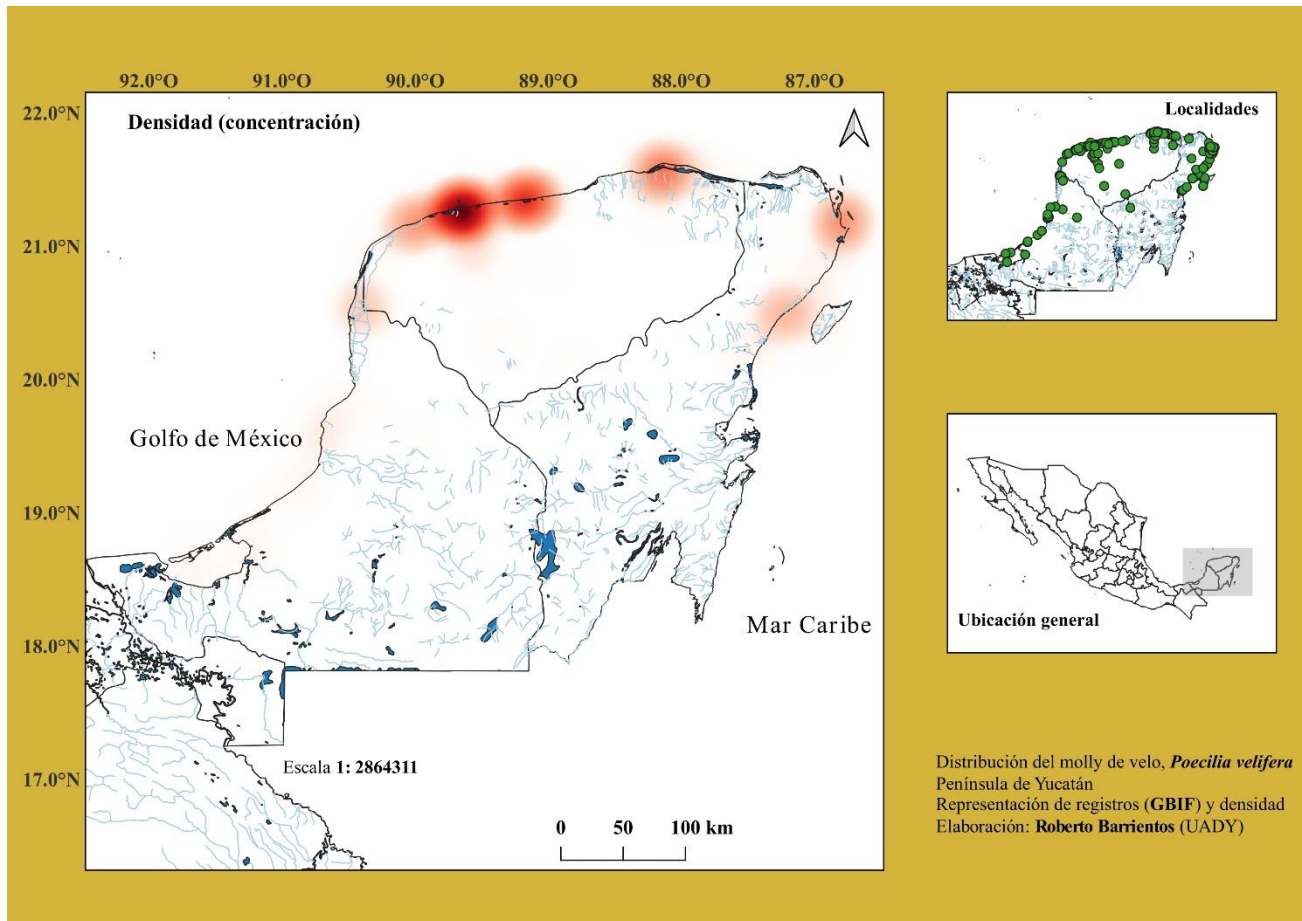 92.0°O 91.0°O 90.0°O 89.0°O 88.0°O 87.0°O
22.0°N
21.0°N
20.0°N
19.0°N
18.0°N
17.0°N
Densidad (concentración)
Golfo de México
Mar Caribe
Escala 1: 2864311
0 50 100 km
Localidades
Ubicación general
Distribución del molly de velo, Poecilia velifera
Península de Yucatán
Representación de registros (GBIF) y densidad
Elaboración: Roberto Barrientos (UADY)